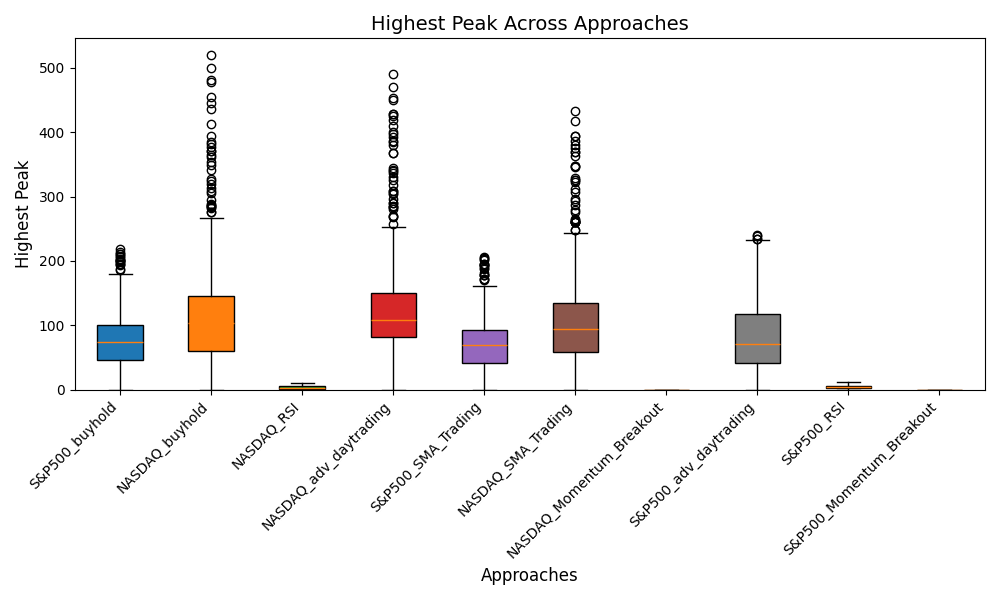 Highest Peak Across Approaches
Highest Peak
500
400
300
200
100
0
S&P500_buyhold
NASDAQ_buyhold
NASDAQ_RSI
NASDAQ_adv_daytrading
S&P500_SMA_Trading
NASDAQ_SMA_Trading
NASDAQ_Momentum_Breakout
S&P500_adv_daytrading
S&P500_RSI
S&P500_Momentum_Breakout
Approaches